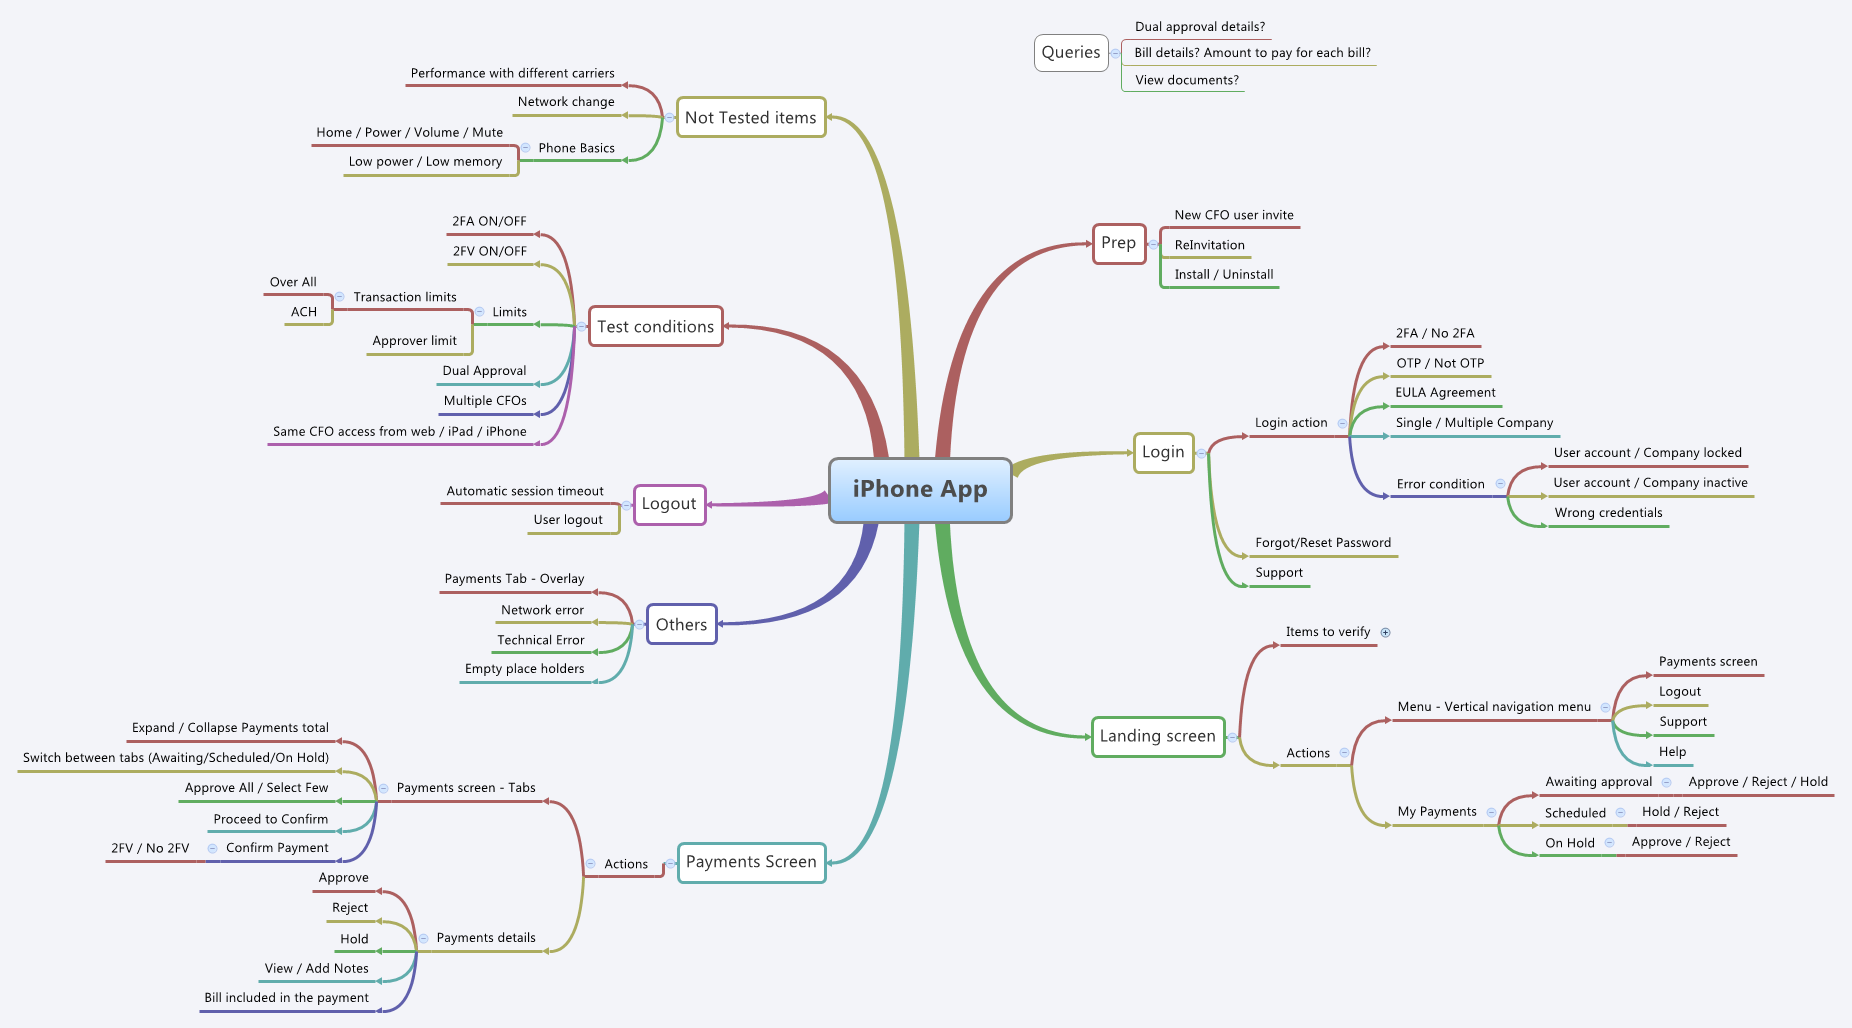 Queries
Dual approval details?
Bill details? Amount to pay for each bill?
View documents?
iPhone App
Prep
New CFO user invite
ReInvitation
Install / Uninstall
Login
Login action
2FA / No 2FA
OTP / Not OTP
EULA Agreement
Single / Multiple Company
Error condition
User account / Company locked
User account / Company inactive
Wrong credentials
Forgot/Reset Password
Support
Landing screen
Items to verify
Actions
Menu - Vertical navigation menu
Payments screen
Logout
Support
Help
My Payments
Awaiting approval
Approve / Reject / Hold
Scheduled
Hold / Reject
On Hold
Approve / Reject
Not Tested items
Performance with different carriers
Network change
Phone Basics
Home / Power / Volume / Mute
Low power / Low memory
Test conditions
2FA ON/OFF
2FV ON/OFF
Limits
Transaction limits
Over All
ACH
Approver limit
Dual Approval
Multiple CFOs
Same CFO access from web / iPad / iPhone
Logout
Automatic session timeout
User logout
Others
Payments Tab - Overlay
Network error
Technical Error
Empty place holders
Payments Screen
Actions
Payments screen - Tabs
Expand / Collapse Payments total
Switch between tabs (Awaiting/Scheduled/On Hold)
Approve All / Select Few
Proceed to Confirm
Confirm Payment
2FV / No 2FV
Payments details
Approve
Reject
Hold
View / Add Notes
Bill included in the payment